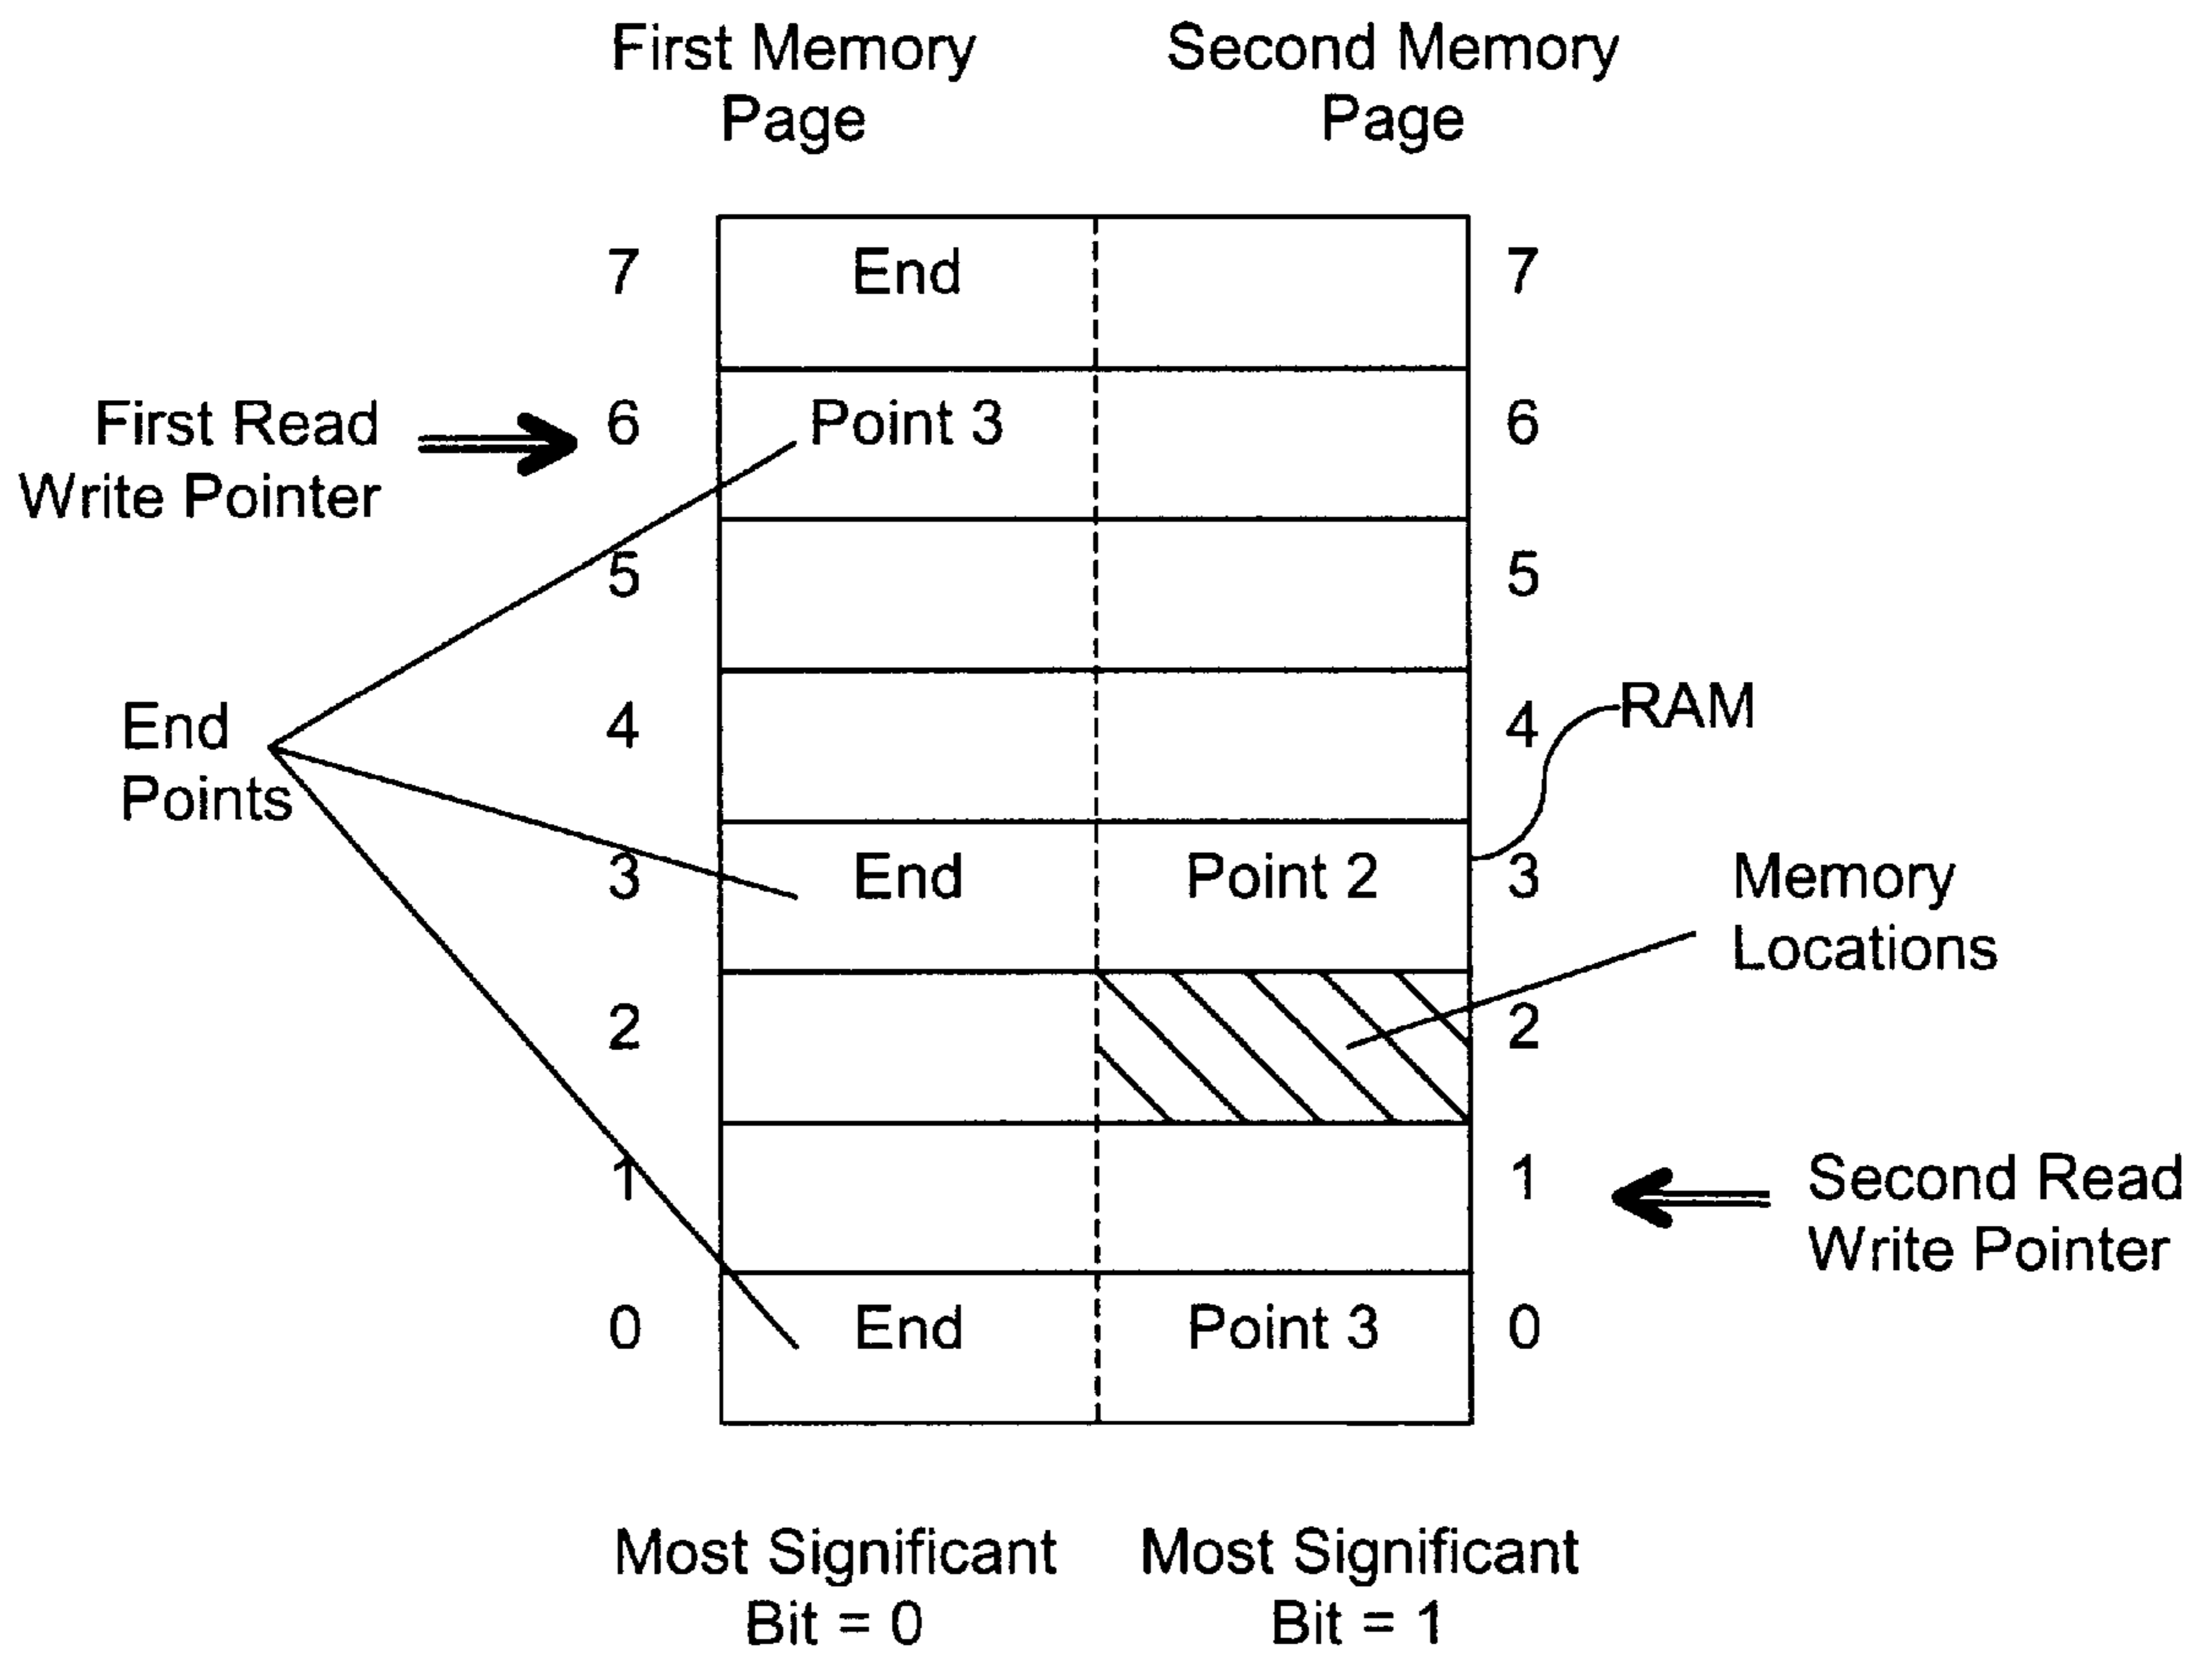 First Memory
Page
Second Memory
Page
7 End 7
First Read
Write Pointer
6 Point 3 6
5 5
End
Points
4 4
RAM
3 End Point 2 3
Memory
Locations
2 2
1 1
Second Read
Write Pointer
0 End Point 3 0
Most Significant
Bit = 0
Most Significant
Bit = 1